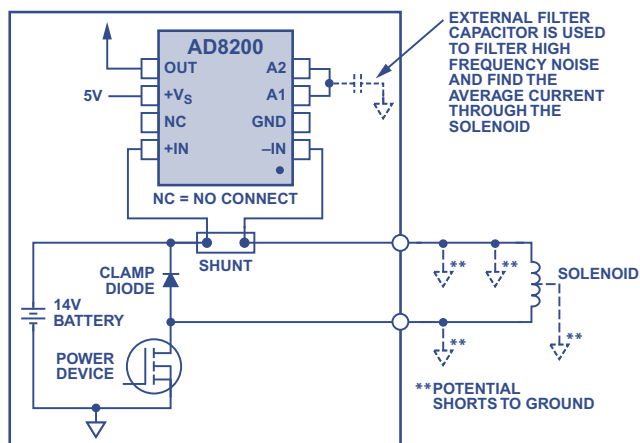 AD8200
OUT
A2
5V
+VS
A1
NC
GND
+IN
–IN
NC = NO CONNECT
EXTERNAL FILTER
CAPACITOR IS USED
TO FILTER HIGH
FREQUENCY NOISE
AND FIND THE
AVERAGE CURRENT
THROUGH THE
SOLENOID
SHUNT
CLAMP
DIODE
14V
BATTERY
POWER
DEVICE
**
**
SOLENOID
**
**
**POTENTIAL
SHORTS TO GROUND